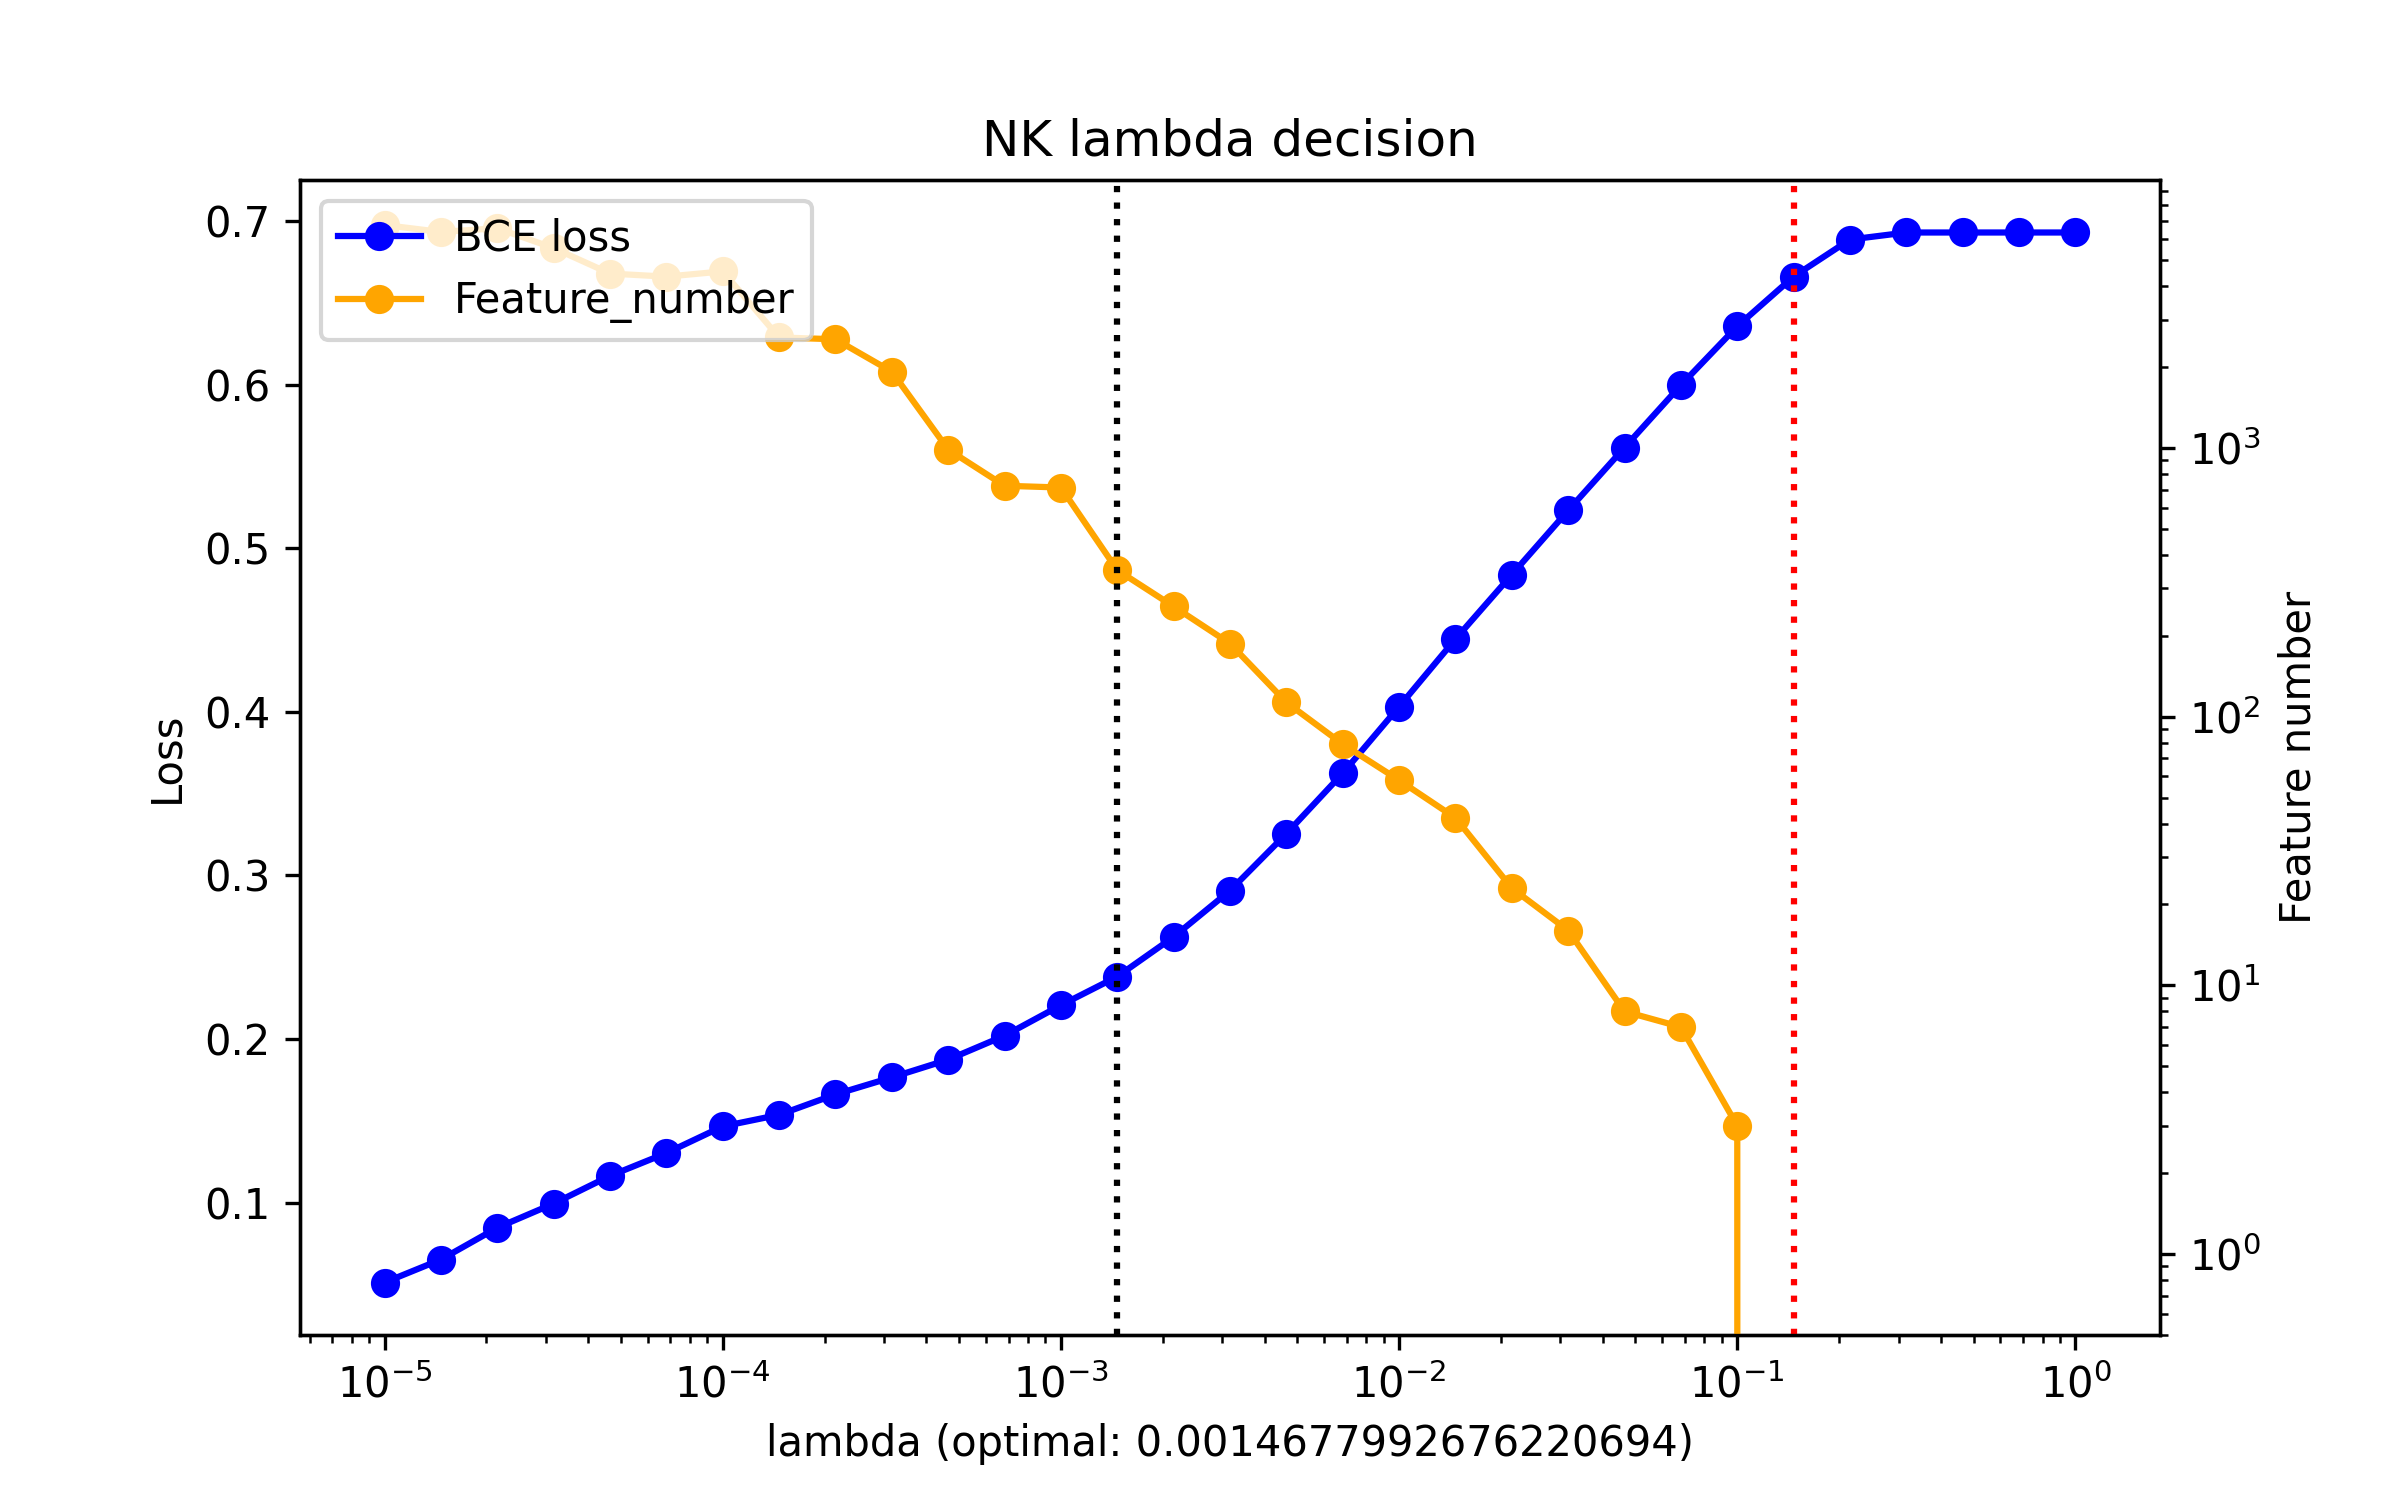 NK lambda decision
BCE loss
Feature_number
0.7
0.6
0.5
0.4
0.3
0.2
0.1
Loss
10³
10²
10¹
10⁰
Feature number
10⁻⁵ 10⁻⁴ 10⁻³ 10⁻² 10⁻¹ 10⁰
lambda (optimal: 0.0014677992676220694)